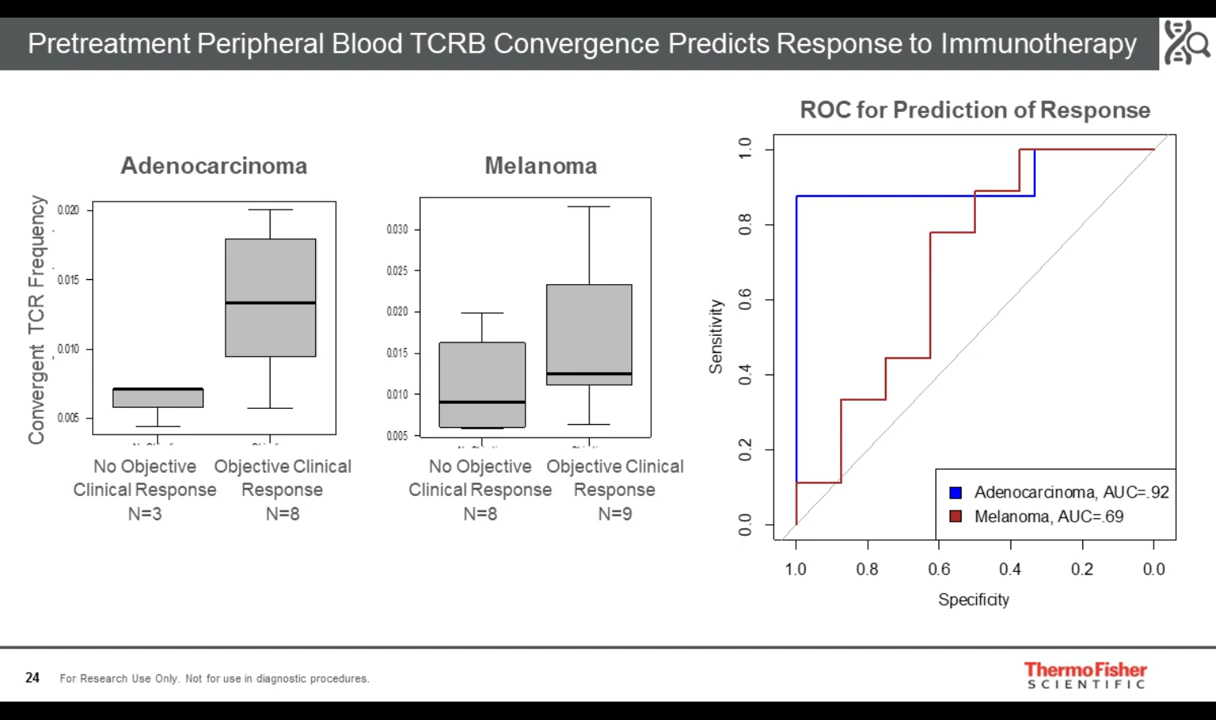 Pretreatment Peripheral Blood TCRB Convergence Predicts Response to Immunotherapy
Adenocarcinoma
Convergent TCR Frequency
0.020
0.015
0.010
0.005
No Objective
Clinical Response
N=3
Objective Clinical
Response
N=8
Melanoma
0.030
0.025
0.020
0.015
0.010
0.005
No Objective
Clinical Response
N=8
Objective Clinical
Response
N=9
ROC for Prediction of Response
Sensitivity
1.0
0.8
0.6
0.4
0.2
0.0
Adenocarcinoma, AUC=.92
Melanoma, AUC=.69
1.0 0.8 0.6 0.4 0.2 0.0
Specificity
24 For Research Use Only. Not for use in diagnostic procedures.
ThermoFisher
SCIENTIFIC